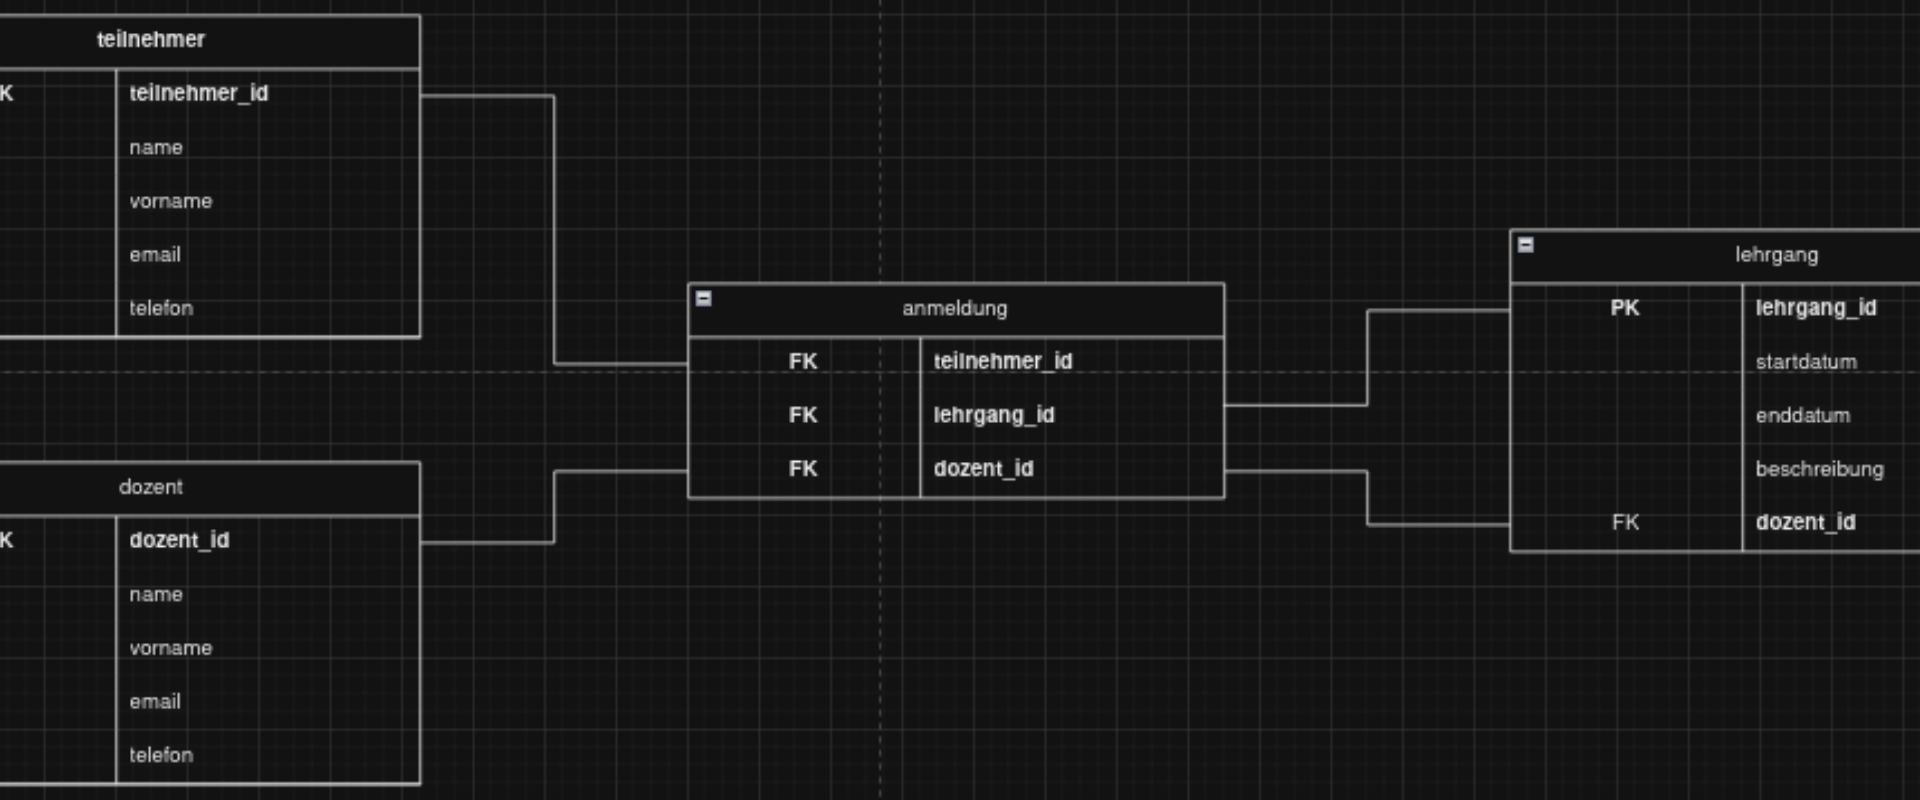 teilnehmer
K teilnehmer_id
name
vorname
email
telefon
anmeldung
FK teilnehmer_id
FK lehrgang_id
FK dozent_id
lehrgang
PK lehrgang_id
startdatum
enddatum
beschreibung
FK dozent_id
dozent
K dozent_id
name
vorname
email
telefon